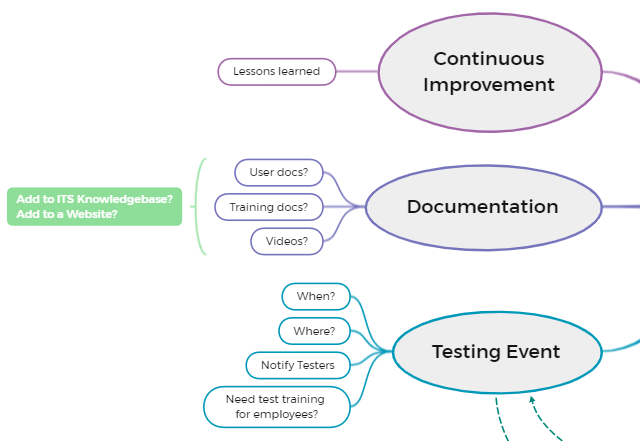 Continuous
Improvement
Lessons learned
Documentation
User docs?
Training docs?
Videos?
Add to ITS Knowledgebase?
Add to a Website?
Testing Event
When?
Where?
Notify Testers
Need test training
for employees?